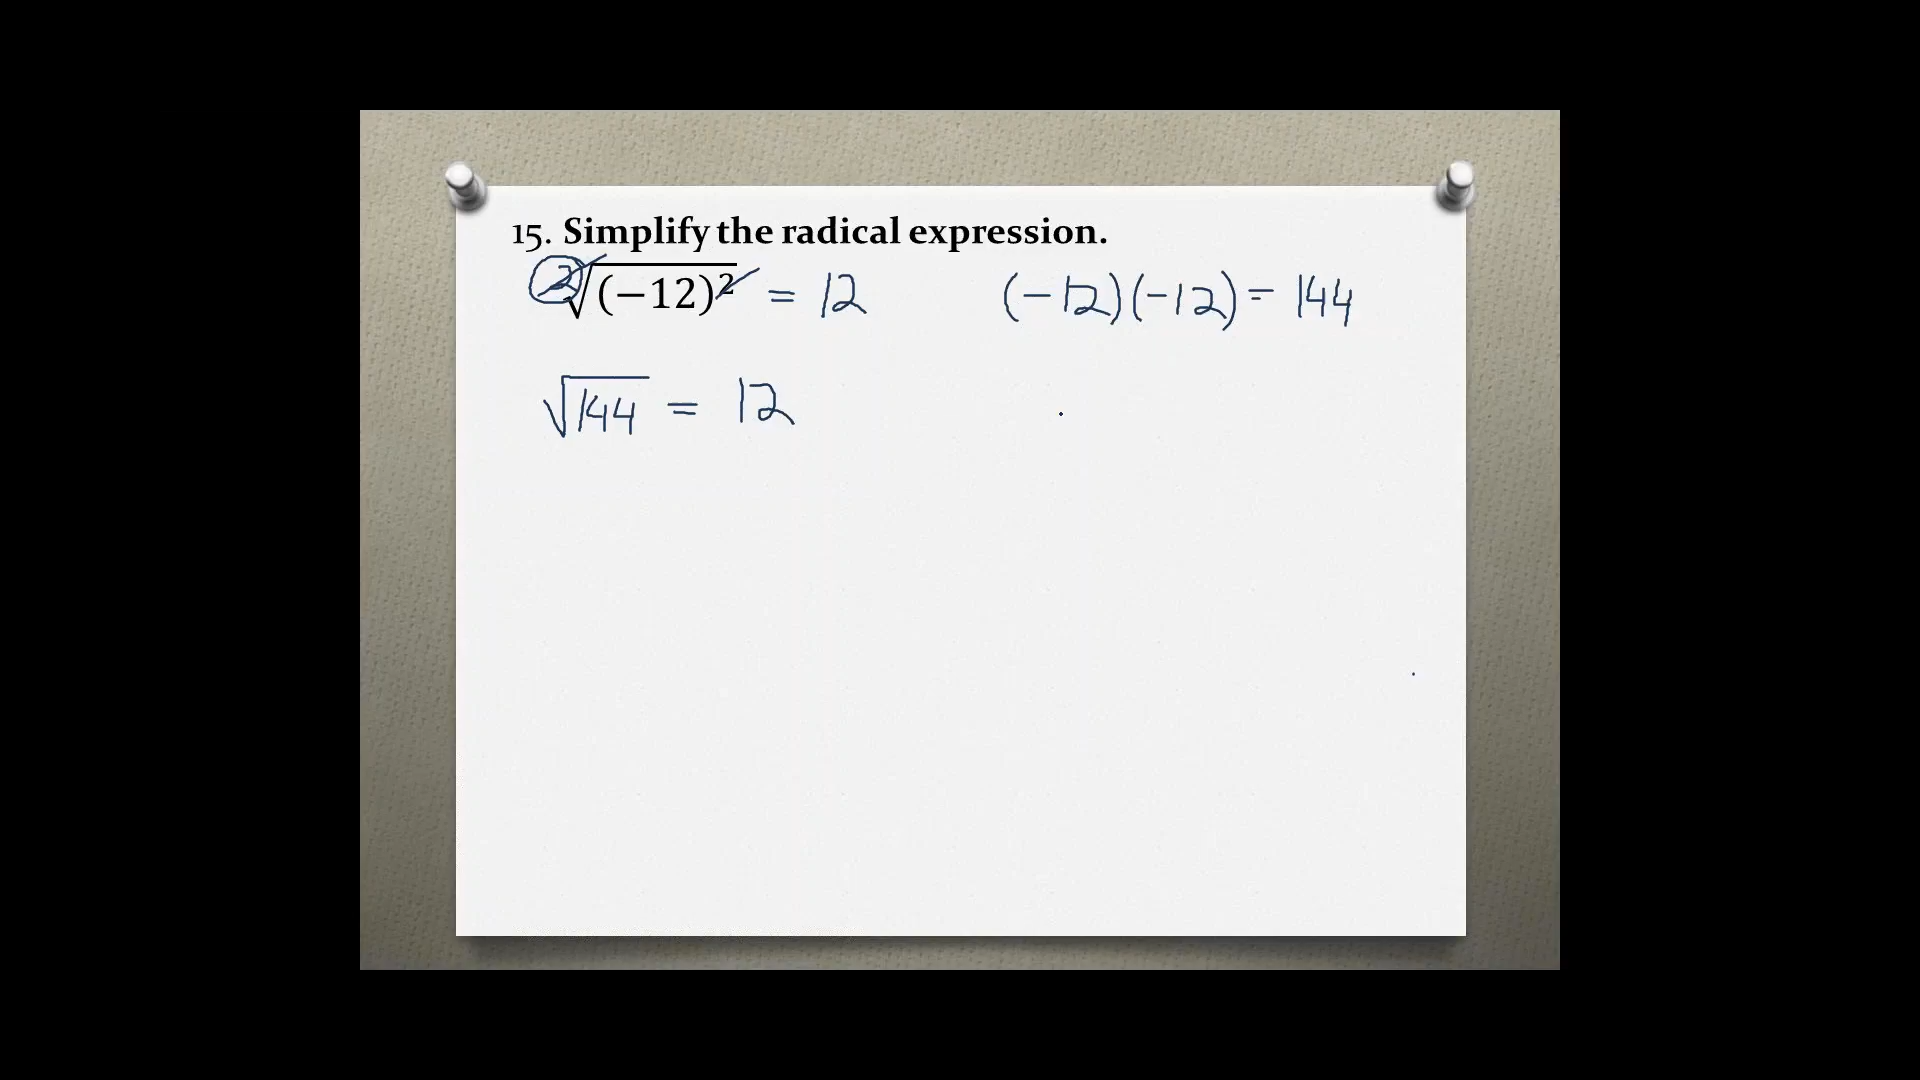 15. Simplify the radical expression.
²√(−12)² = 12 (−12)(−12) = 144
√144 = 12